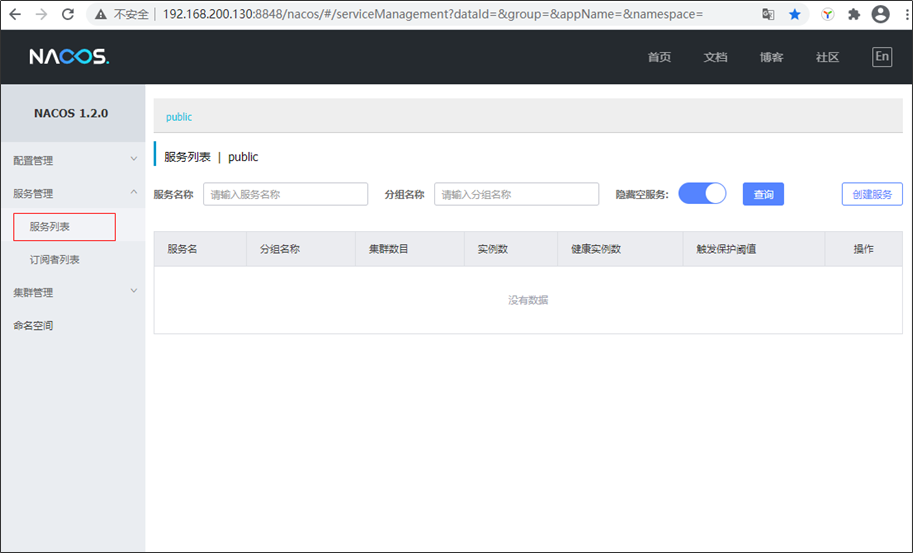 不安全 192.168.200.130:8848/nacos/#/serviceManagement?dataId=&group=&appName=&namespace=
NACOS.
首页 文档 博客 社区 En
NACOS 1.2.0
配置管理
服务管理
服务列表
订阅者列表
集群管理
命名空间
public
服务列表 | public
服务名称 请输入服务名称 分组名称 请输入分组名称 隐藏空服务: 查询 创建服务
服务名 分组名称 集群数目 实例数 健康实例数 触发保护阈值 操作
没有数据